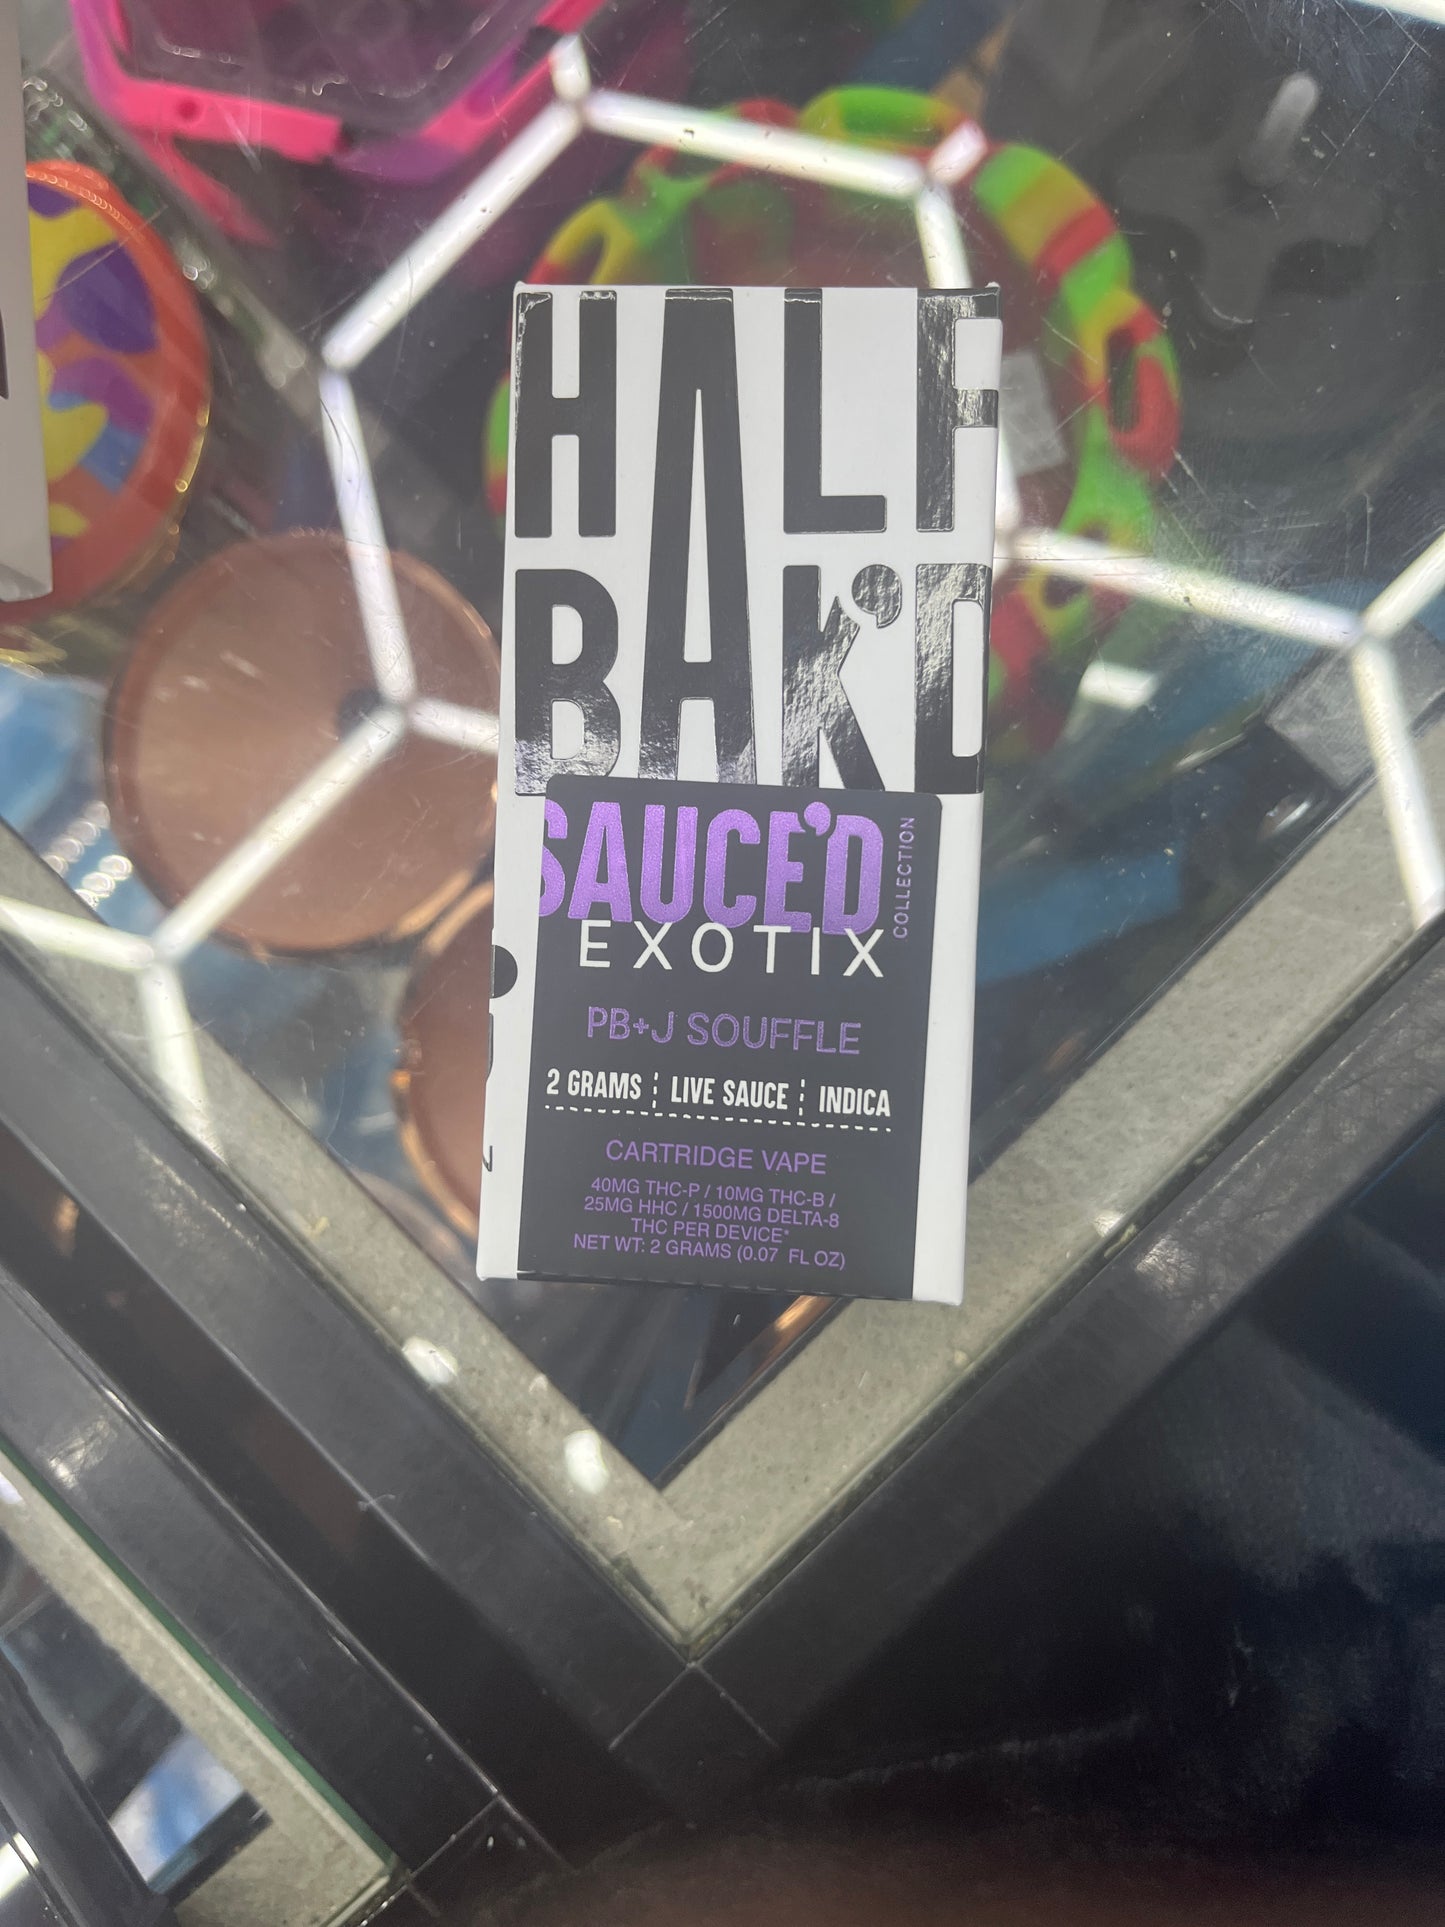 HALF
BAK'D
SAUCE'D
COLLECTION
EXOTIX
PB+J SOUFFLE
2 GRAMS ¦ LIVE SAUCE ¦ INDICA
CARTRIDGE VAPE
40MG THC-P / 10MG THC-B /
25MG HHC / 1500MG DELTA-8
THC PER DEVICE*
NET WT: 2 GRAMS (0.07 FL OZ)